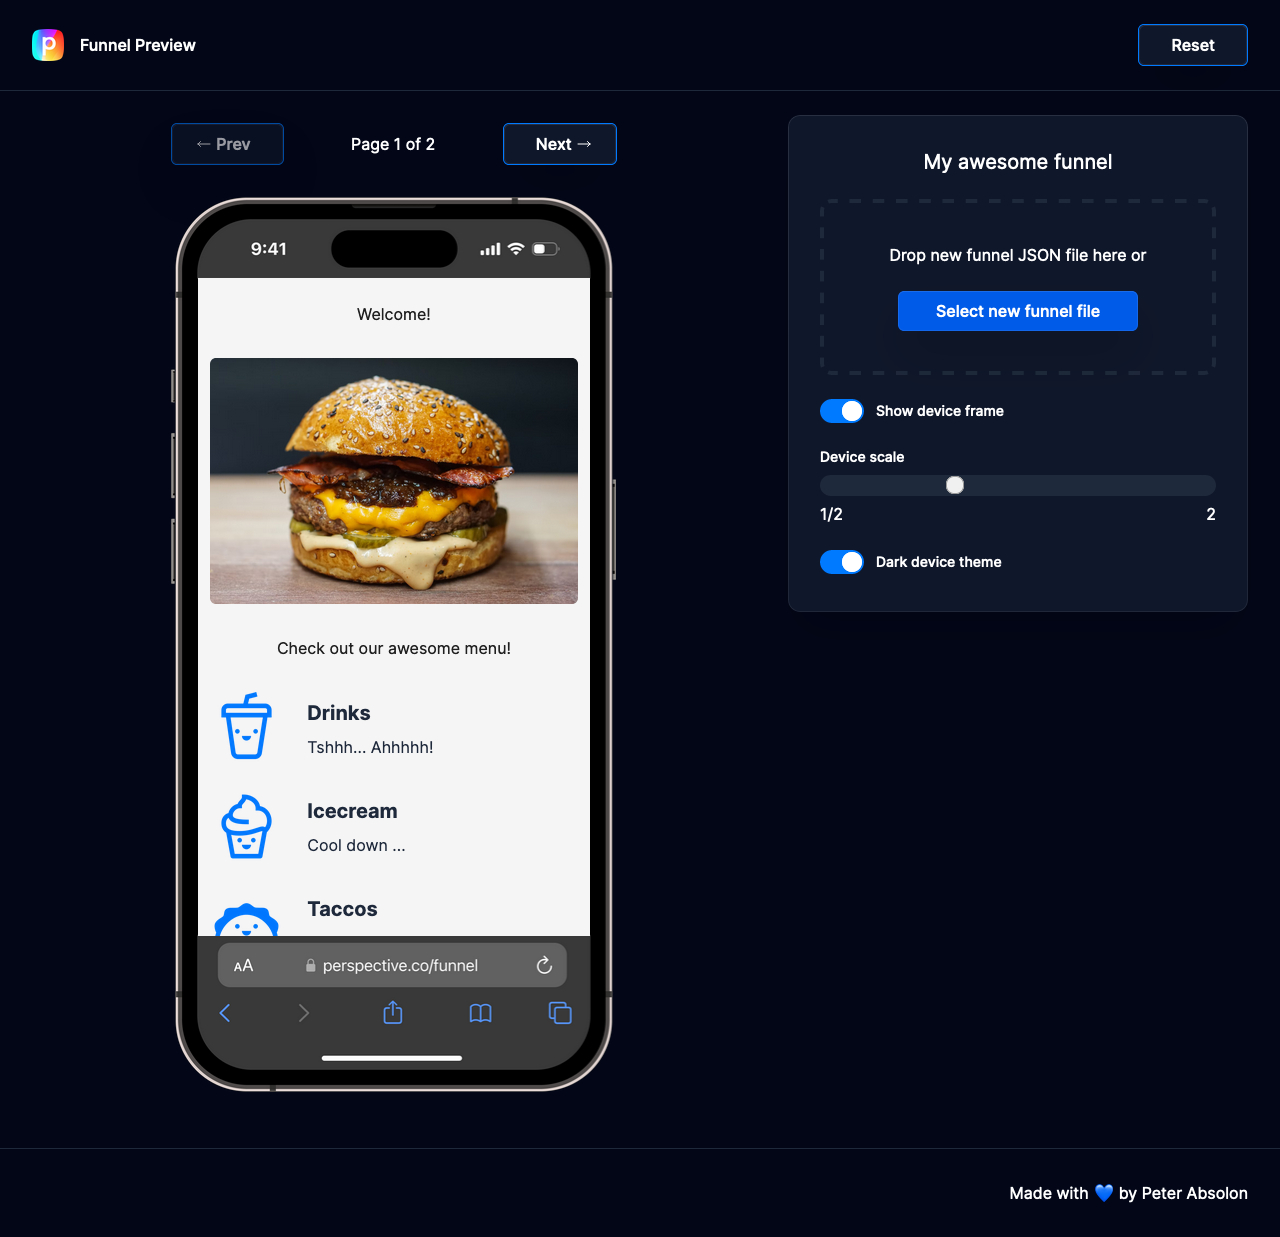 Funnel Preview
Reset
← Prev
Page 1 of 2
Next →
9:41
Welcome!
Check out our awesome menu!
Drinks
Tshhh... Ahhhhh!
Icecream
Cool down ...
Taccos
AA
perspective.co/funnel
My awesome funnel
Drop new funnel JSON file here or
Select new funnel file
Show device frame
Device scale
1/2
2
Dark device theme
Made with 💙 by Peter Absolon